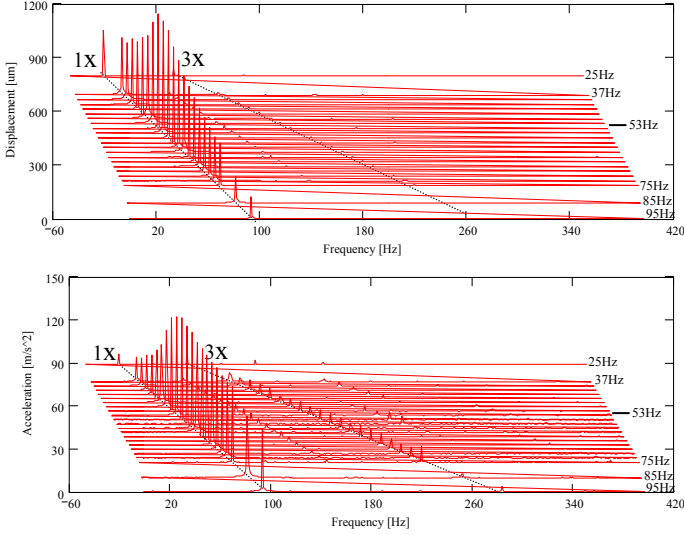 1200
900
600
300
0
Displacement [um]
1x
3x
25Hz
37Hz
53Hz
75Hz
85Hz
95Hz
-60 20 100 180 260 340 420
Frequency [Hz]
150
120
90
60
30
0
Acceleration [m/s^2]
1x
3x
25Hz
37Hz
53Hz
75Hz
85Hz
95Hz
-60 20 100 180 260 340 420
Frequency [Hz]